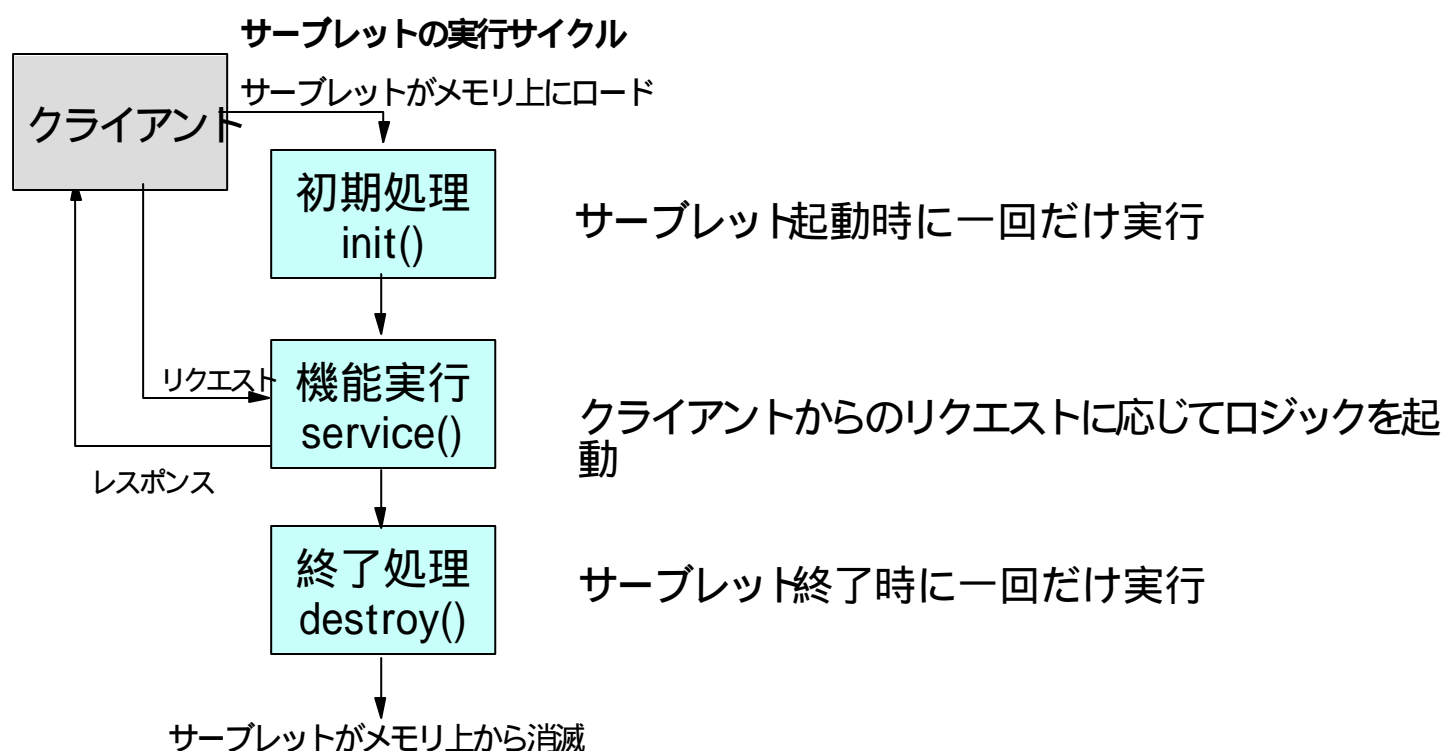 サーブレットの実行サイクル
サーブレットがメモリ上にロード
クライアント
初期処理
init()
サーブレット起動時に一回だけ実行
リクエスト
機能実行
service()
クライアントからのリクエストに応じてロジックを起
動
レスポンス
終了処理
destroy()
サーブレット終了時に一回だけ実行
サーブレットがメモリ上から消滅